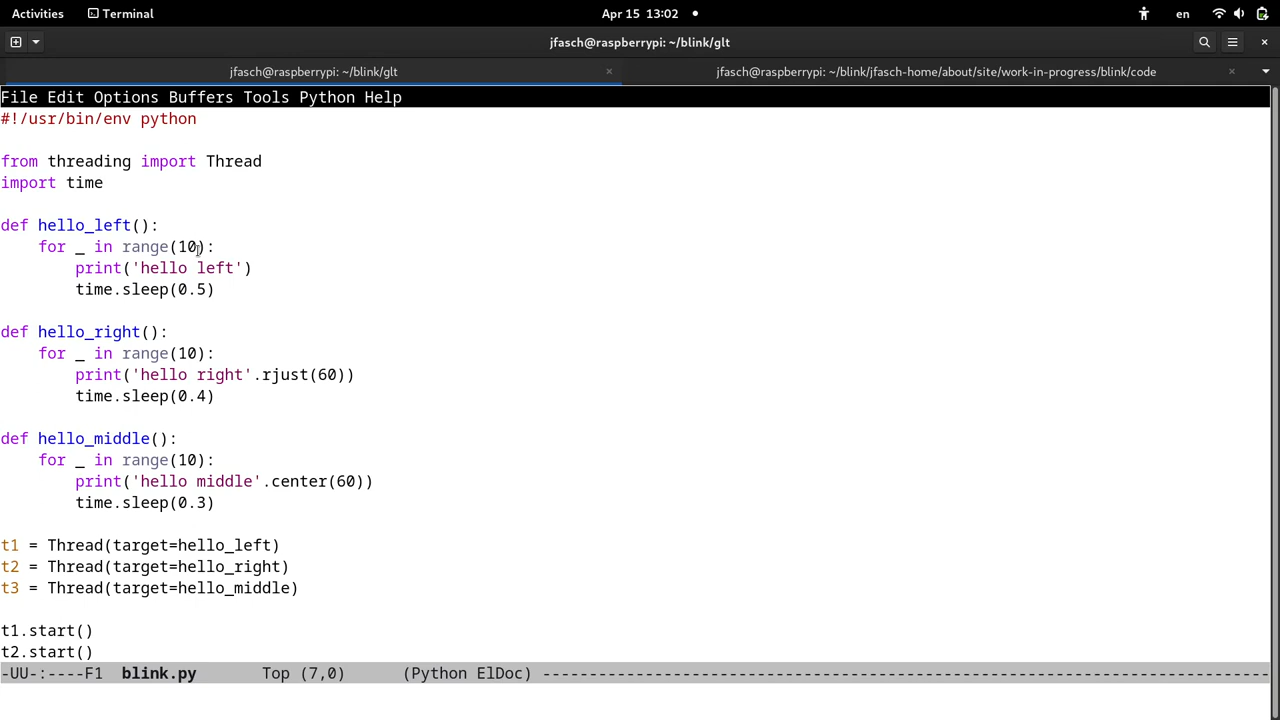 Activities Terminal Apr 15 13:02 en
jfasch@raspberrypi: ~/blink/glt
jfasch@raspberrypi: ~/blink/glt × jfasch@raspberrypi: ~/blink/jfasch-home/about/site/work-in-progress/blink/code ×
File Edit Options Buffers Tools Python Help
#!/usr/bin/env python
from threading import Thread
import time
def hello_left():
    for _ in range(10):
        print('hello left')
        time.sleep(0.5)
def hello_right():
    for _ in range(10):
        print('hello right'.rjust(60))
        time.sleep(0.4)
def hello_middle():
    for _ in range(10):
        print('hello middle'.center(60))
        time.sleep(0.3)
t1 = Thread(target=hello_left)
t2 = Thread(target=hello_right)
t3 = Thread(target=hello_middle)
t1.start()
t2.start()
-UU-:----F1  blink.py       Top (7,0)      (Python ElDoc) ------------------------------------------------------------------------------